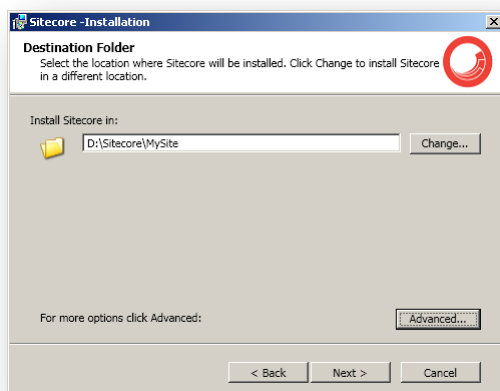 Sitecore -Installation
Destination Folder
Select the location where Sitecore will be installed. Click Change to install Sitecore
in a different location.
Install Sitecore in:
D:\Sitecore\MySite
Change...
For more options click Advanced:
Advanced...
< Back
Next >
Cancel